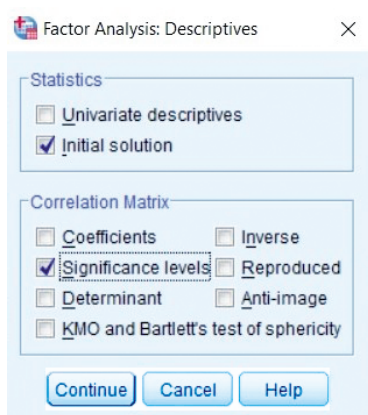 Factor Analysis: Descriptives
Statistics
Univariate descriptives
Initial solution
Correlation Matrix
Coefficients Inverse
Significance levels Reproduced
Determinant Anti-image
KMO and Bartlett's test of sphericity
Continue Cancel Help